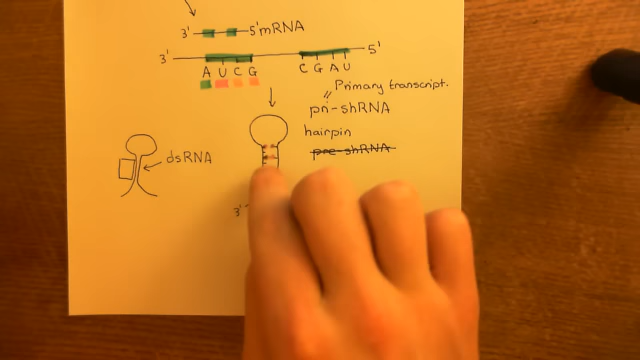 3' 5' mRNA
3' 5'
A U C G C G A U
Primary transcript.
pri-shRNA
hairpin
pre-shRNA
dsRNA
3'